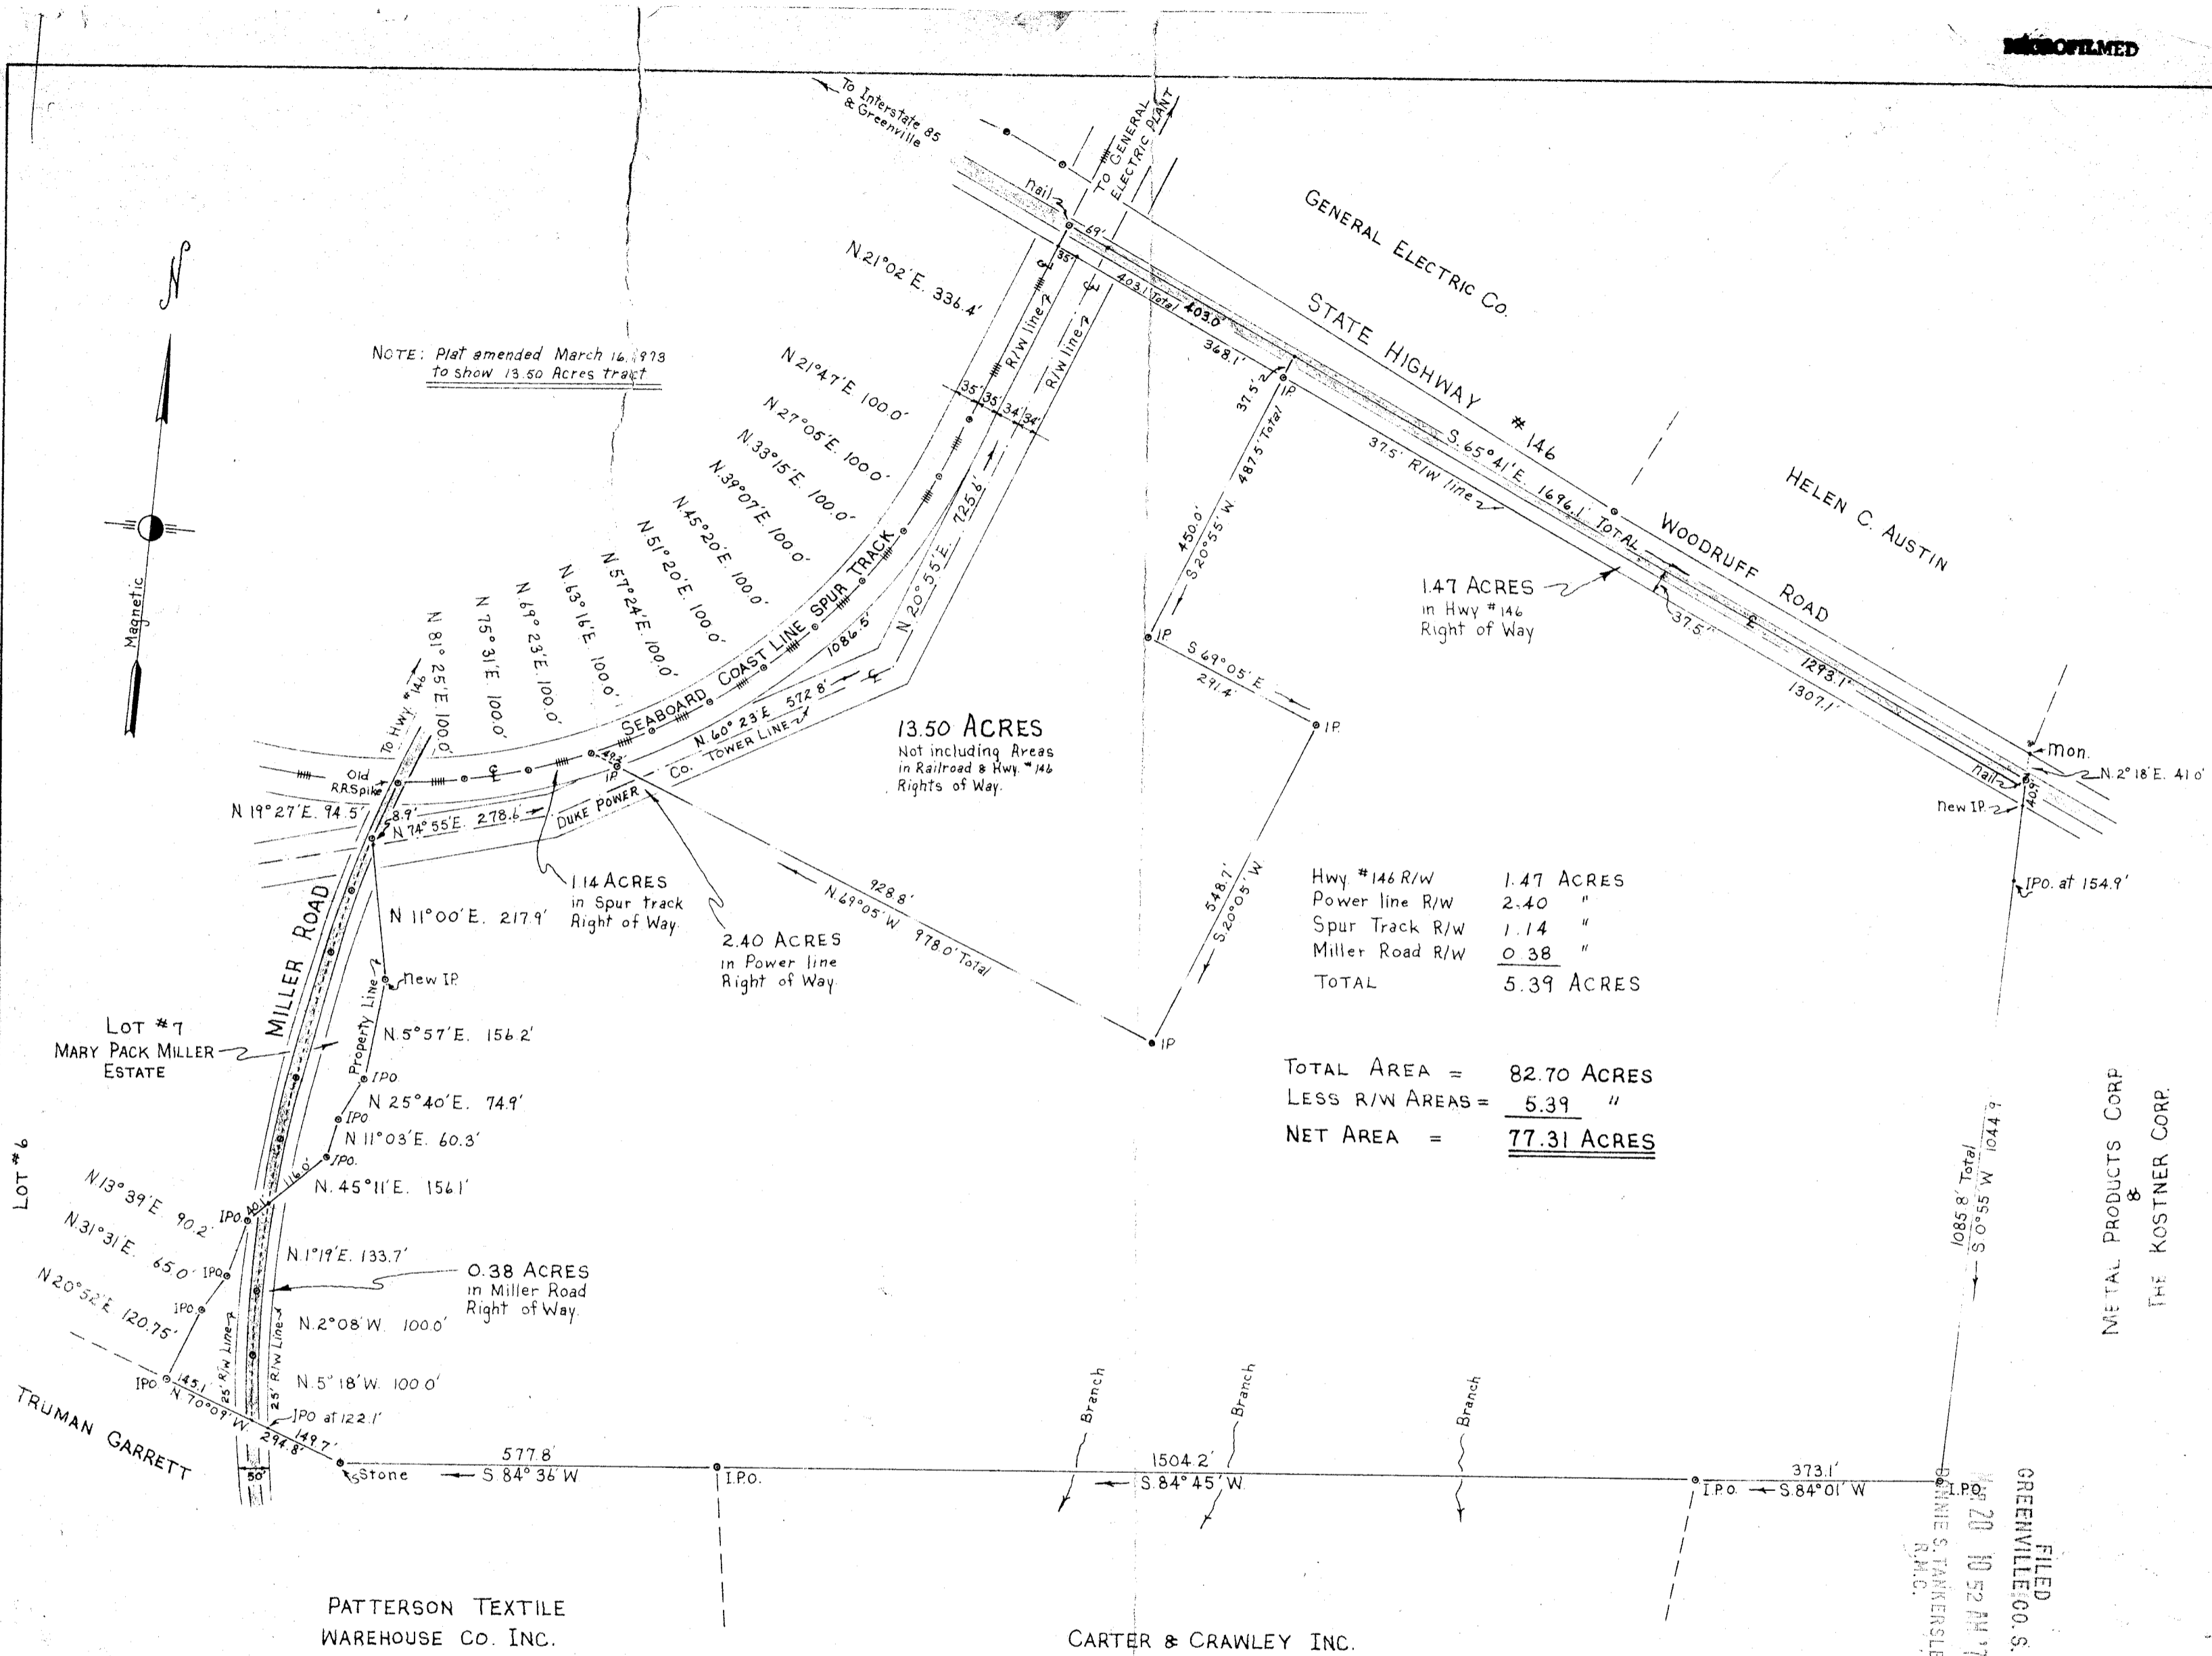 MICROFILMED
To Interstate 85
& Greenville
TO GENERAL
ELECTRIC PLANT
nail
69'
35'
GENERAL ELECTRIC CO.
STATE HIGHWAY #146
WOODRUFF ROAD
HELEN C. AUSTIN
403.1' Total
403.0'
368.1'
37.5'
IP.
S. 65°41'E. 1696.1' TOTAL
37.5' R/W line
1.47 ACRES
in Hwy #146
Right of Way
37.5'
1293.1'
1307.1'
mon.
N. 2°18'E. 41.0'
nail
40.9'
new IP.
IPO. at 154.9'
N
Magnetic
NOTE: Plat amended March 16, 1973
to show 13.50 Acres tract
N. 21°02'E. 336.4'
N 21°47'E 100.0'
N 27°05'E. 100.0'
N.33°15'E. 100.0'
N.39°07'E. 100.0'
N.45°20'E. 100.0'
N.51°20'E. 100.0'
N.57°24'E. 100.0'
N.63°16'E. 100.0'
N.69°23'E. 100.0'
N 75°31'E. 100.0'
N 81°25'E 100.0'
R/W line
R/W line
35' 35' 34' 34'
SEABOARD COAST LINE SPUR TRACK
1086.5'
N 20°55'E. 725.6'
N. 60°23'E 572.8'
DUKE POWER Co. TOWER LINE
450.0'
S.20°55'W. 487.5' Total
IP.
S 69°05'E
291.4'
IP.
13.50 ACRES
Not including Areas
in Railroad & Hwy. #146
Rights of Way.
548.7'
S.20°05'W.
IP
928.8'
N.69°05'W 978.0' Total
49.2'
IP.
To Hwy. #146
Old
R.R.Spike
N 19°27'E. 94.5'
8.9'
N 74°55'E. 278.6'
1.14 ACRES
in Spur track
Right of Way.
2.40 ACRES
in Power line
Right of Way.
MILLER ROAD
N 11°00'E. 217.9'
new IP.
Property Line
N.5°57'E. 156.2'
IPO
N 25°40'E. 74.9'
IPO
N 11°03'E. 60.3'
IPO.
116.0'
40.1'
N. 45°11'E. 156.1'
LOT #7
MARY PACK MILLER
ESTATE
LOT #6
N.13°39'E. 90.2'
IPO.
N.31°31'E. 65.0'
IPO.
N 20°52'E 120.75'
IPO.
N.1°19'E. 133.7'
0.38 ACRES
in Miller Road
Right of Way.
N.2°08'W. 100.0'
N.5°18'W. 100.0'
25' R/W Line
25' R/W Line
IPO.
145.1'
N 70°09'W.
294.8'
149.7'
IPO at 122.1'
50'
Stone
TRUMAN GARRETT
577.8'
S. 84°36'W
I.P.O.
1504.2'
S.84°45'W.
Branch
Branch
Branch
373.1'
I.P.O.
S.84°01'W
I.P.O.
Hwy. #146 R/W 1.47 ACRES
Power line R/W 2.40 "
Spur Track R/W 1.14 "
Miller Road R/W 0.38 "
TOTAL 5.39 ACRES
TOTAL AREA = 82.70 ACRES
LESS R/W AREAS = 5.39 "
NET AREA = 77.31 ACRES
1085.8' Total
S 0°55'W 1044.9
METAL PRODUCTS CORP
&
THE KOSTNER CORP.
PATTERSON TEXTILE
WAREHOUSE CO. INC.
CARTER & CRAWLEY INC.
FILED
GREENVILLE CO. S.
20 10 52 AM '7
S. TANKERSLE
R.M.C.